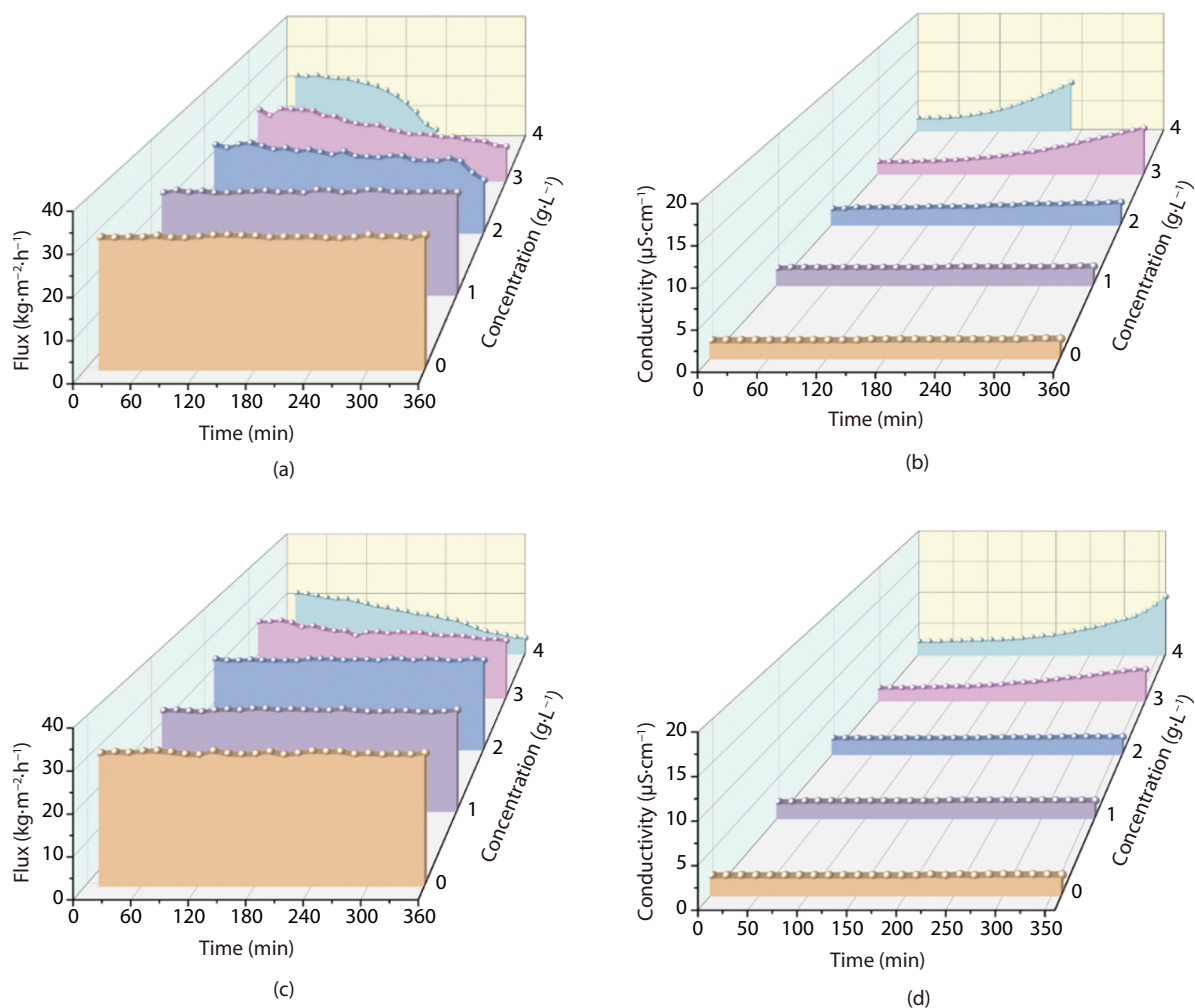 40
30
20
10
0
Flux (kg·m⁻²·h⁻¹)
0 60 120 180 240 300 360
Time (min)
0
1
2
3
4
Concentration (g·L⁻¹)
(a)
20
15
10
5
0
Conductivity (μS·cm⁻¹)
0 60 120 180 240 300 360
Time (min)
0
1
2
3
4
Concentration (g·L⁻¹)
(b)
40
30
20
10
0
Flux (kg·m⁻²·h⁻¹)
0 60 120 180 240 300 360
Time (min)
0
1
2
3
4
Concentration (g·L⁻¹)
(c)
20
15
10
5
0
Conductivity (μS·cm⁻¹)
0 50 100 150 200 250 300 350
Time (min)
0
1
2
3
4
Concentration (g·L⁻¹)
(d)